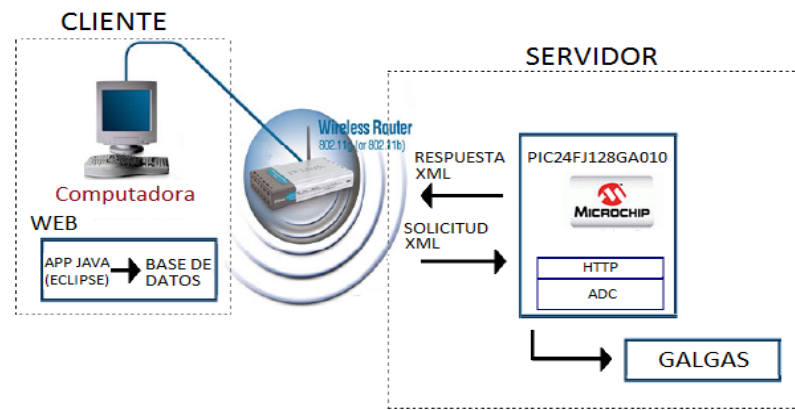 CLIENTE
SERVIDOR
Wireless Router
802.11g (or 802.11b)
Computadora
WEB
APP JAVA
(ECLIPSE)
BASE DE
DATOS
RESPUESTA
XML
SOLICITUD
XML
PIC24FJ128GA010
MICROCHIP
HTTP
ADC
GALGAS